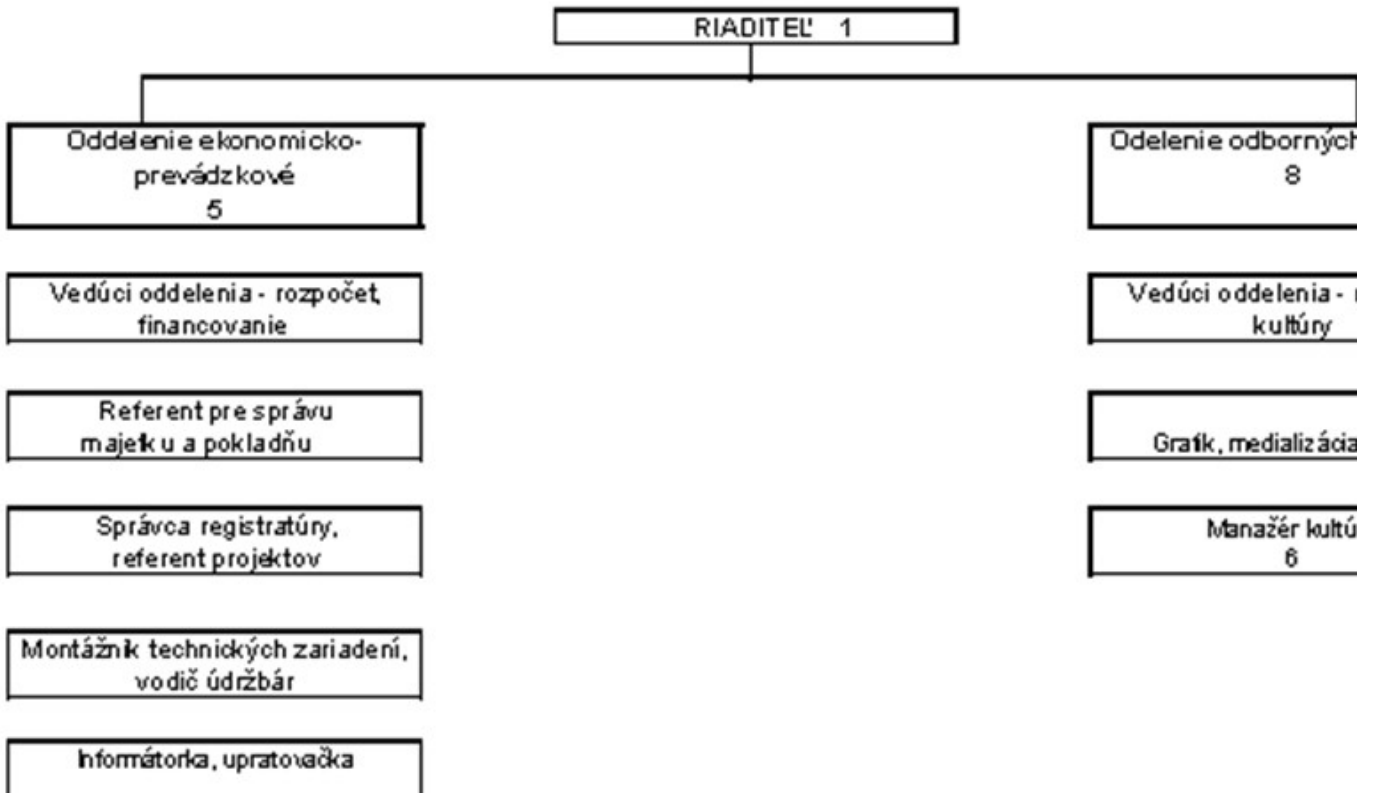 RIADITEĽ 1
Oddelenie ekonomicko-
prevádzkové
5
Odelenie odborných
8
Vedúci oddelenia - rozpočet,
financovanie
Vedúci oddelenia -
kultúry
Referent pre správu
majetku a pokladňu
Grafik, medializácia
Správca registratúry,
referent projektov
Manažér
6
Montážnik technických zariadení,
vodič údržbár
Informátorka, upratovačka